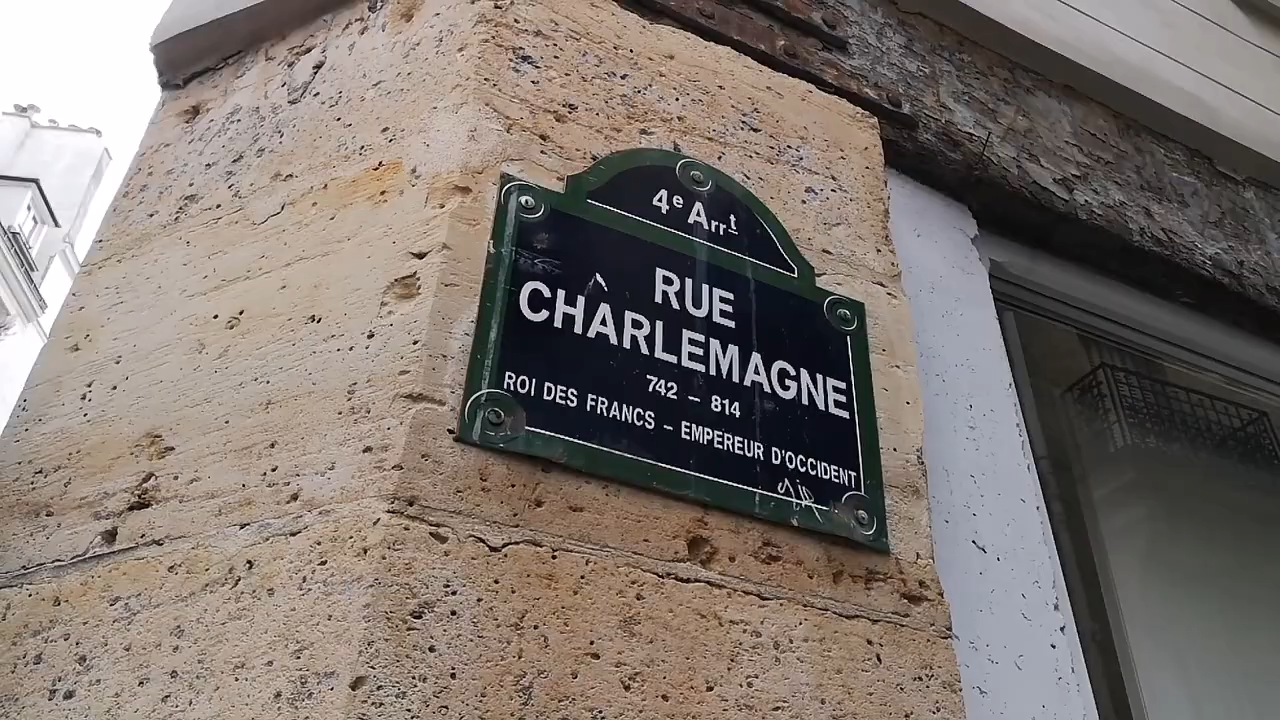 4e Arrt
RUE
CHARLEMAGNE
742 – 814
ROI DES FRANCS – EMPEREUR D'OCCIDENT